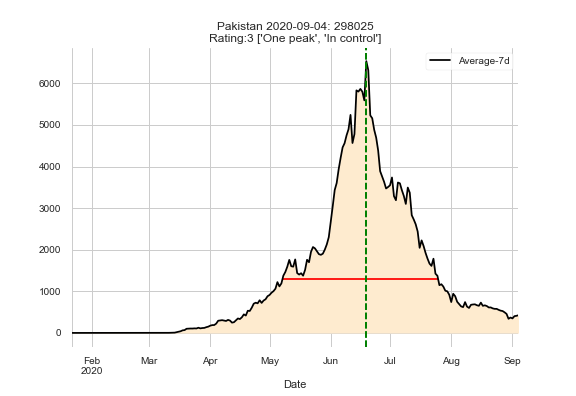 Pakistan 2020-09-04: 298025
Rating:3 ['One peak', 'In control']
Average-7d
6000
5000
4000
3000
2000
1000
0
Feb Mar Apr May Jun Jul Aug Sep
2020
Date